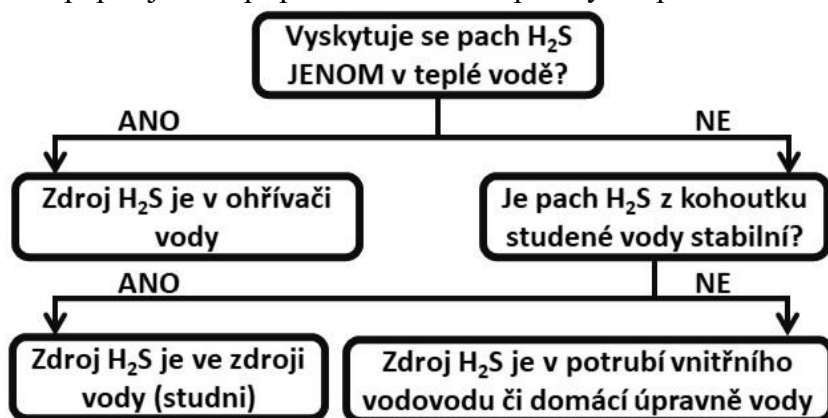 Vyskytuje se pach H₂S
JENOM v teplé vodě?
ANO
NE
Zdroj H₂S je v ohřívači
vody
Je pach H₂S z kohoutku
studené vody stabilní?
ANO
NE
Zdroj H₂S je ve zdroji
vody (studni)
Zdroj H₂S je v potrubí vnitřního
vodovodu či domácí úpravně vody